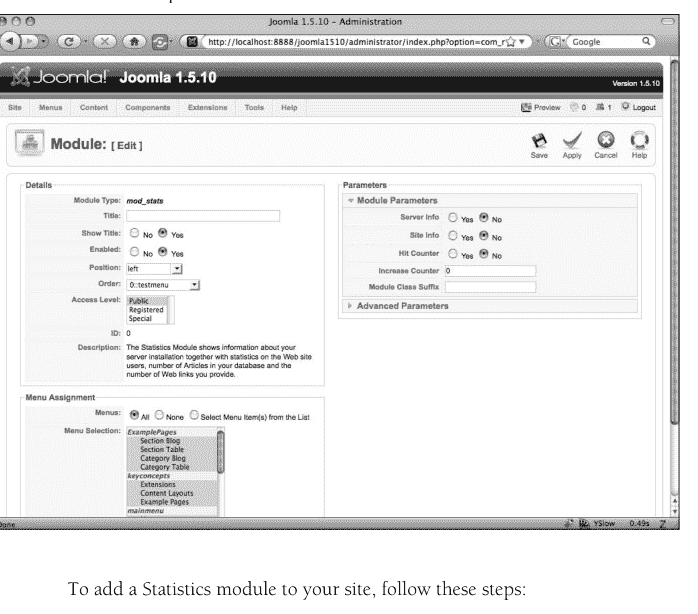 Joomla 1.5.10 – Administration
http://localhost:8888/joomla1510/administrator/index.php?option=com_
Google
Joomla! Joomla 1.5.10
Version 1.5.10
Site Menus Content Components Extensions Tools Help Preview 0 1 Logout
Module: [ Edit ]
Save Apply Cancel Help
Details
Module Type: mod_stats
Title:
Show Title: No Yes
Enabled: No Yes
Position: left
Order: 0::testmenu
Access Level: Public
Registered
Special
ID: 0
Description: The Statistics Module shows information about your
server installation together with statistics on the Web site
users, number of Articles in your database and the
number of Web links you provide.
Parameters
Module Parameters
Server Info Yes No
Site Info Yes No
Hit Counter Yes No
Increase Counter 0
Module Class Suffix
Advanced Parameters
Menu Assignment
Menus: All None Select Menu Item(s) from the List
Menu Selection: ExamplePages
Section Blog
Section Table
Category Blog
Category Table
keyconcepts
Extensions
Content Layouts
Example Pages
mainmenu
Done YSlow 0.49s
To add a Statistics module to your site, follow these steps: